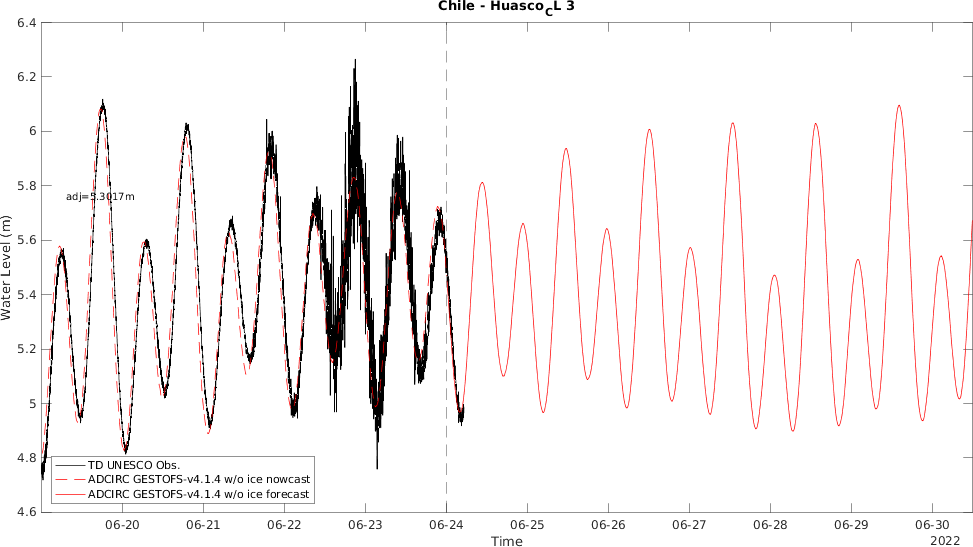 Chile - Huasco_CL 3
6.4
6.2
6
5.8
5.6
5.4
5.2
5
4.8
4.6
Water Level (m)
adj=5.3017m
TD UNESCO Obs.
ADCIRC GESTOFS-v4.1.4 w/o ice nowcast
ADCIRC GESTOFS-v4.1.4 w/o ice forecast
06-20 06-21 06-22 06-23 06-24 06-25 06-26 06-27 06-28 06-29 06-30
Time
2022